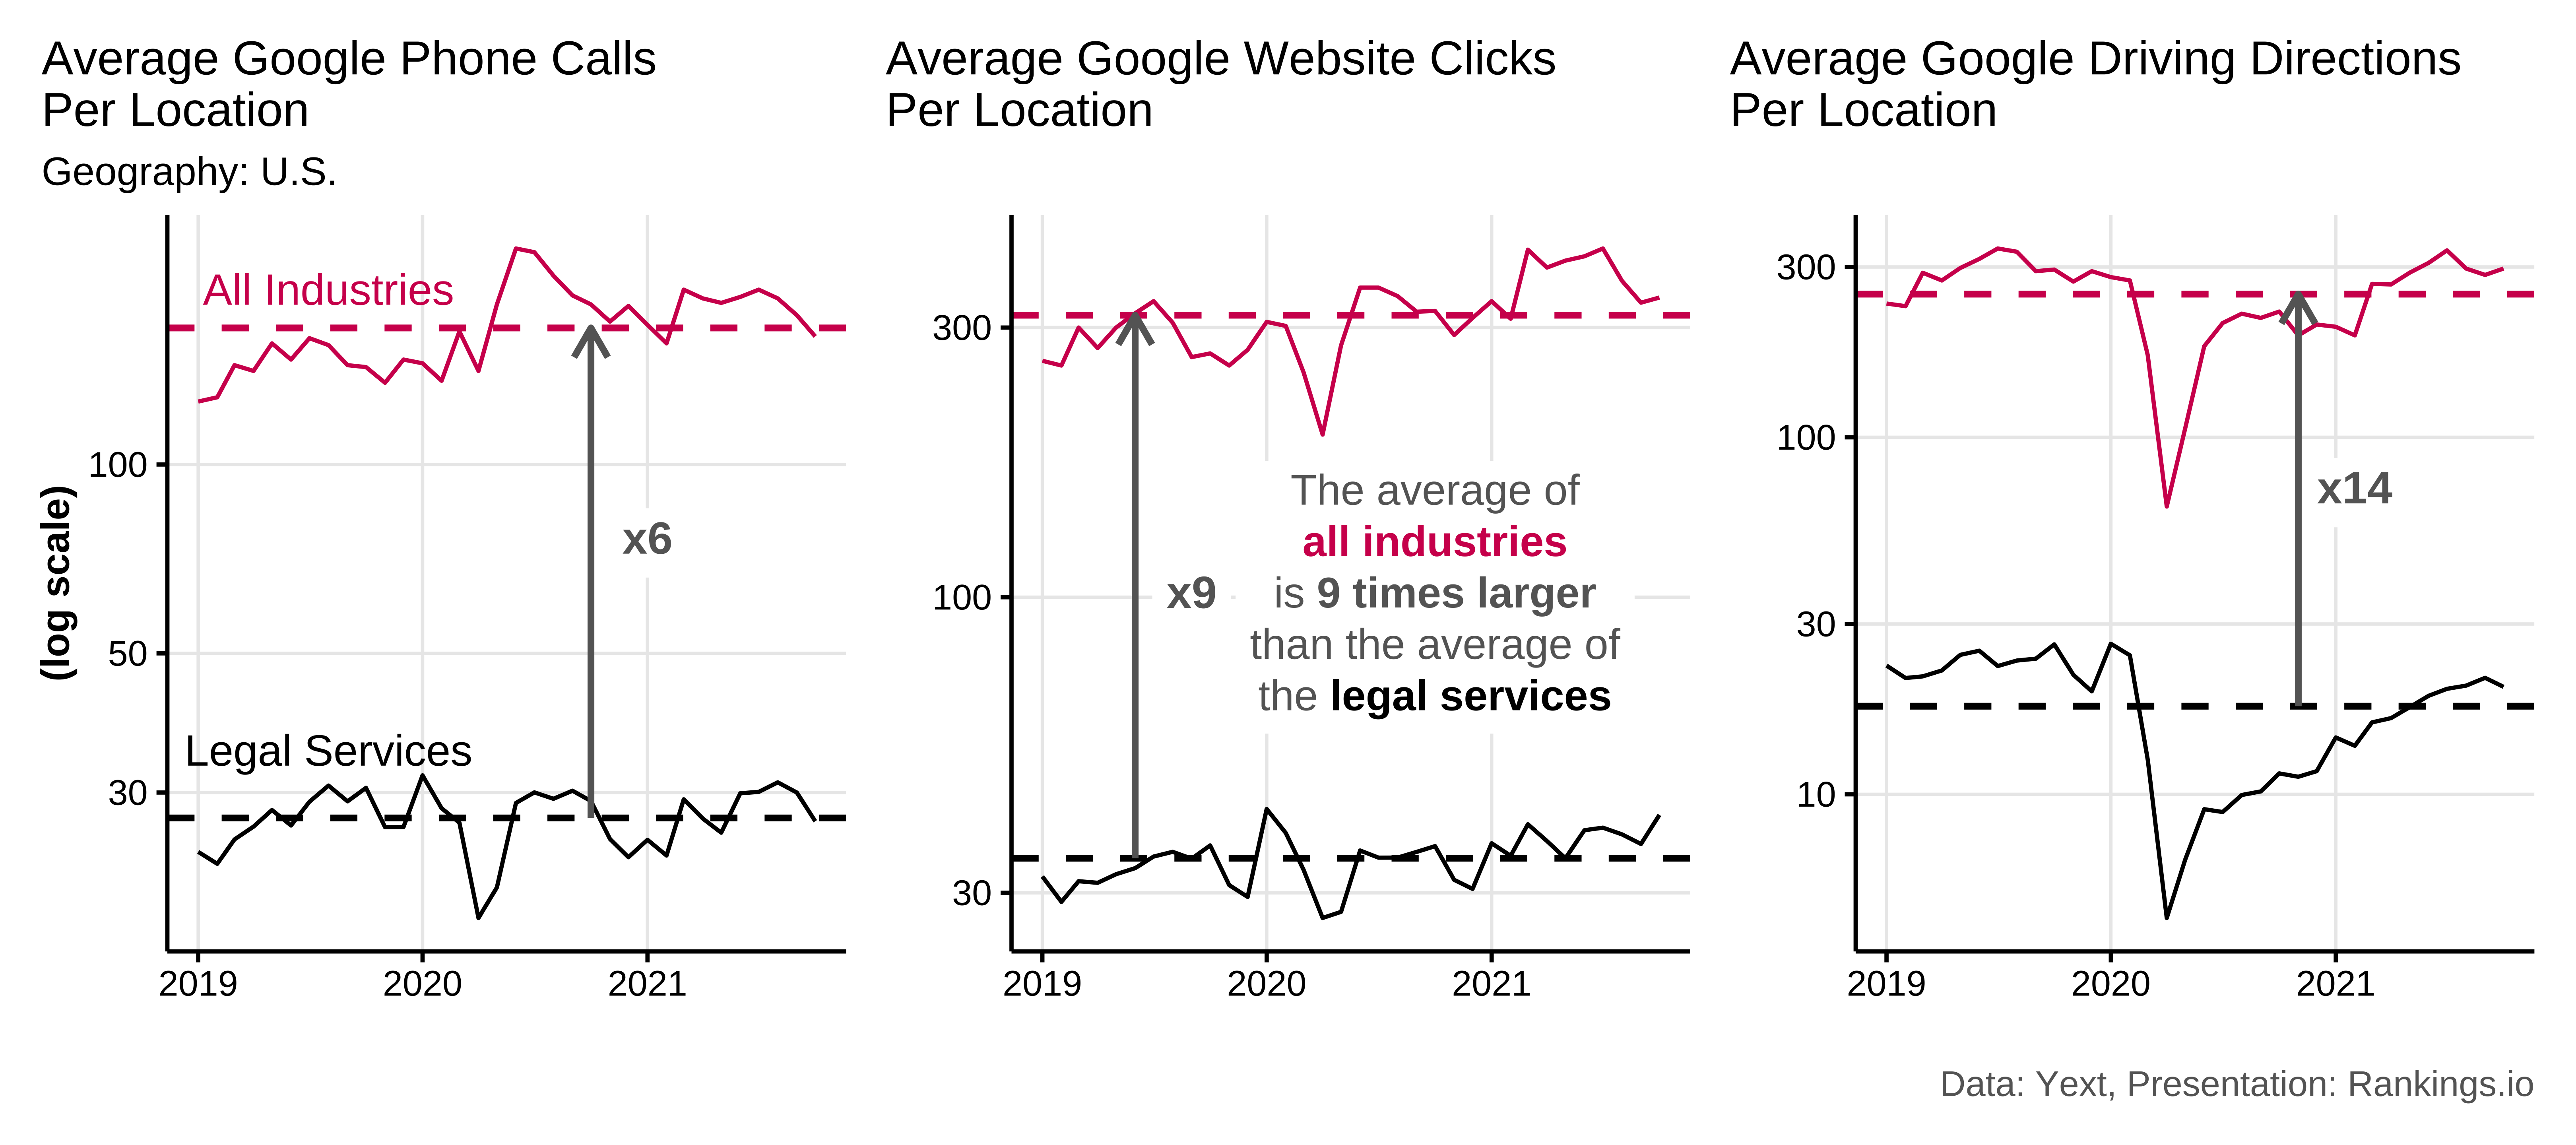 Average Google Phone Calls
Per Location
Geography: U.S.
All Industries
100
x6
50
(log scale)
Legal Services
30
2019 2020 2021
Average Google Website Clicks
Per Location
300
The average of
all industries
100 x9 is 9 times larger
than the average of
the legal services
30
2019 2020 2021
Average Google Driving Directions
Per Location
300
100
x14
30
10
2019 2020 2021
Data: Yext, Presentation: Rankings.io